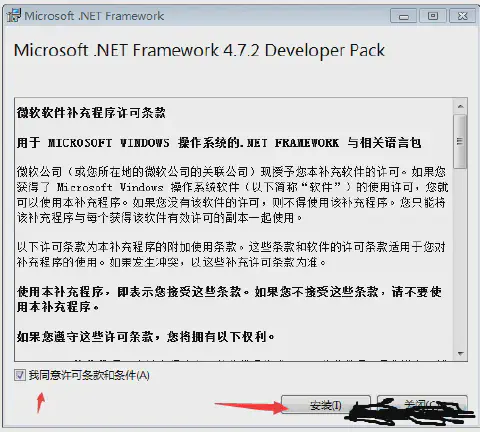 Microsoft .NET Framework
Microsoft .NET Framework 4.7.2 Developer Pack
微软软件补充程序许可条款
用于 MICROSOFT WINDOWS 操作系统的.NET FRAMEWORK 与相关语言包
微软公司（或您所在地的微软公司的关联公司）现授予您本补充软件的许可。如果您
获得了 Microsoft Windows 操作系统软件（以下简称“软件”）的使用许可，您就
可以使用本补充程序。如果您没有该软件的许可，则不得使用该补充程序。您只能将
该补充程序与每个获得该软件有效许可的副本一起使用。
以下许可条款为本补充程序的附加使用条款。这些条款和软件的许可条款适用于您对
补充程序的使用。如果发生冲突，以这些补充许可条款为准。
使用本补充程序，即表示您接受这些条款。如果您不接受这些条款，请不要使
用本补充程序。
如果您遵守这些许可条款，您将拥有以下权利。
我同意许可条款和条件(A)
安装(I)
关闭(C)